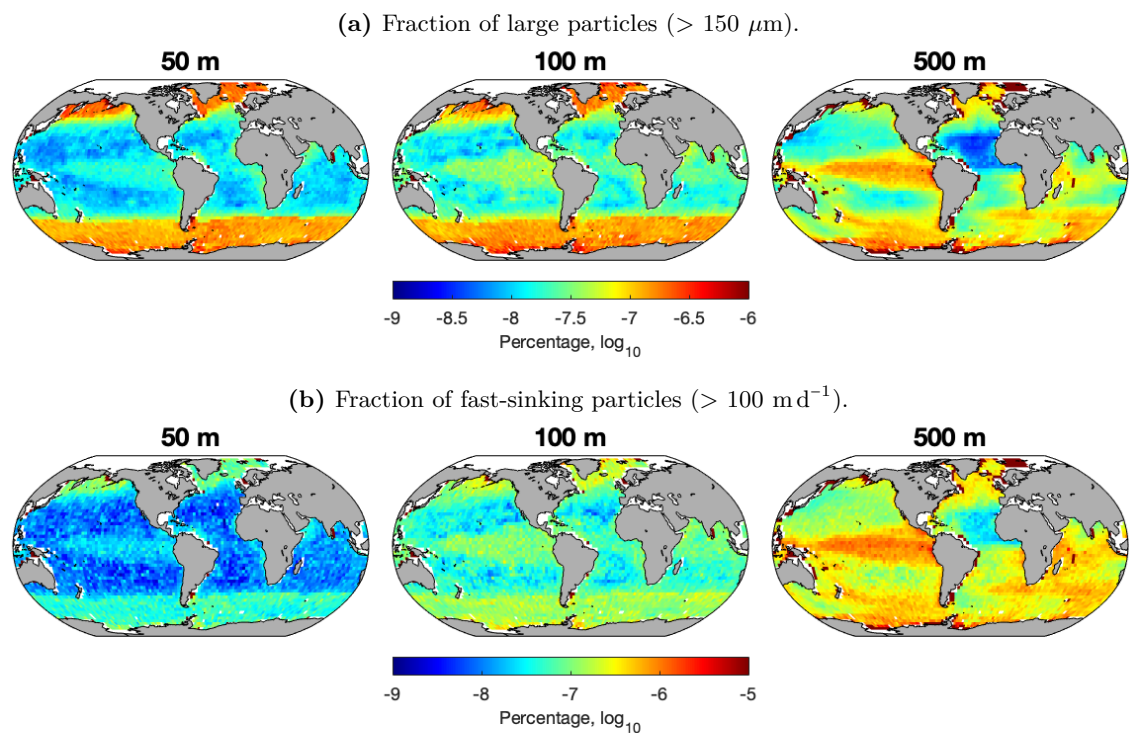 (a) Fraction of large particles (> 150 μm).
50 m 100 m 500 m
-9 -8.5 -8 -7.5 -7 -6.5 -6
Percentage, log10
(b) Fraction of fast-sinking particles (> 100 m d⁻¹).
50 m 100 m 500 m
-9 -8 -7 -6 -5
Percentage, log10